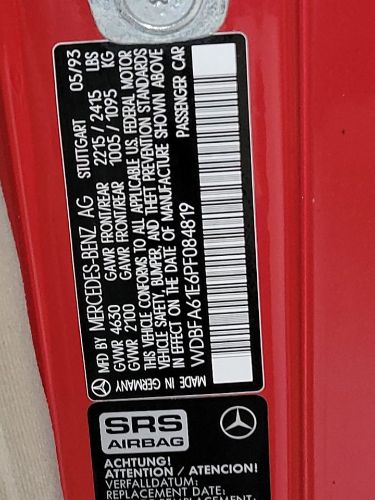 MFD BY MERCEDES-BENZ AG STUTTGART 05/93
GVWR 4630 GAWR FRONT/REAR 2215 / 2415 LBS
GVWR 2100 GAWR FRONT/REAR 1005 / 1095 KG
THIS VEHICLE CONFORMS TO ALL APPLICABLE U.S. FEDERAL MOTOR
VEHICLE SAFETY, BUMPER, AND THEFT PREVENTION STANDARDS
IN EFFECT ON THE DATE OF MANUFACTURE SHOWN ABOVE
WDBFA61E6PF084819 PASSENGER CAR
MADE IN GERMANY
SRS
AIRBAG
ACHTUNG!
ATTENTION / ATENCION!
VERFALLDATUM:
REPLACEMENT DATE:
REMPLACEMENT